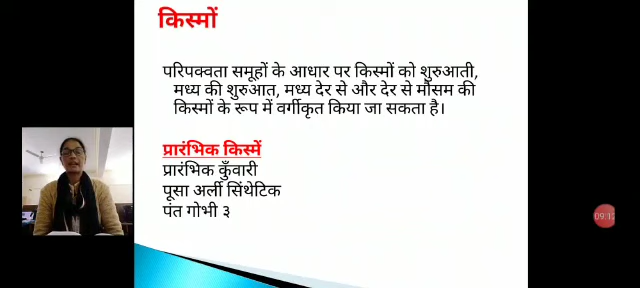 किस्मों
परिपक्वता समूहों के आधार पर किस्मों को शुरुआती,
मध्य की शुरुआत, मध्य देर से और देर से मौसम की
किस्मों के रूप में वर्गीकृत किया जा सकता है।
प्रारंभिक किस्में
प्रारंभिक कुँवारी
पूसा अर्ली सिंथेटिक
पंत गोभी ३